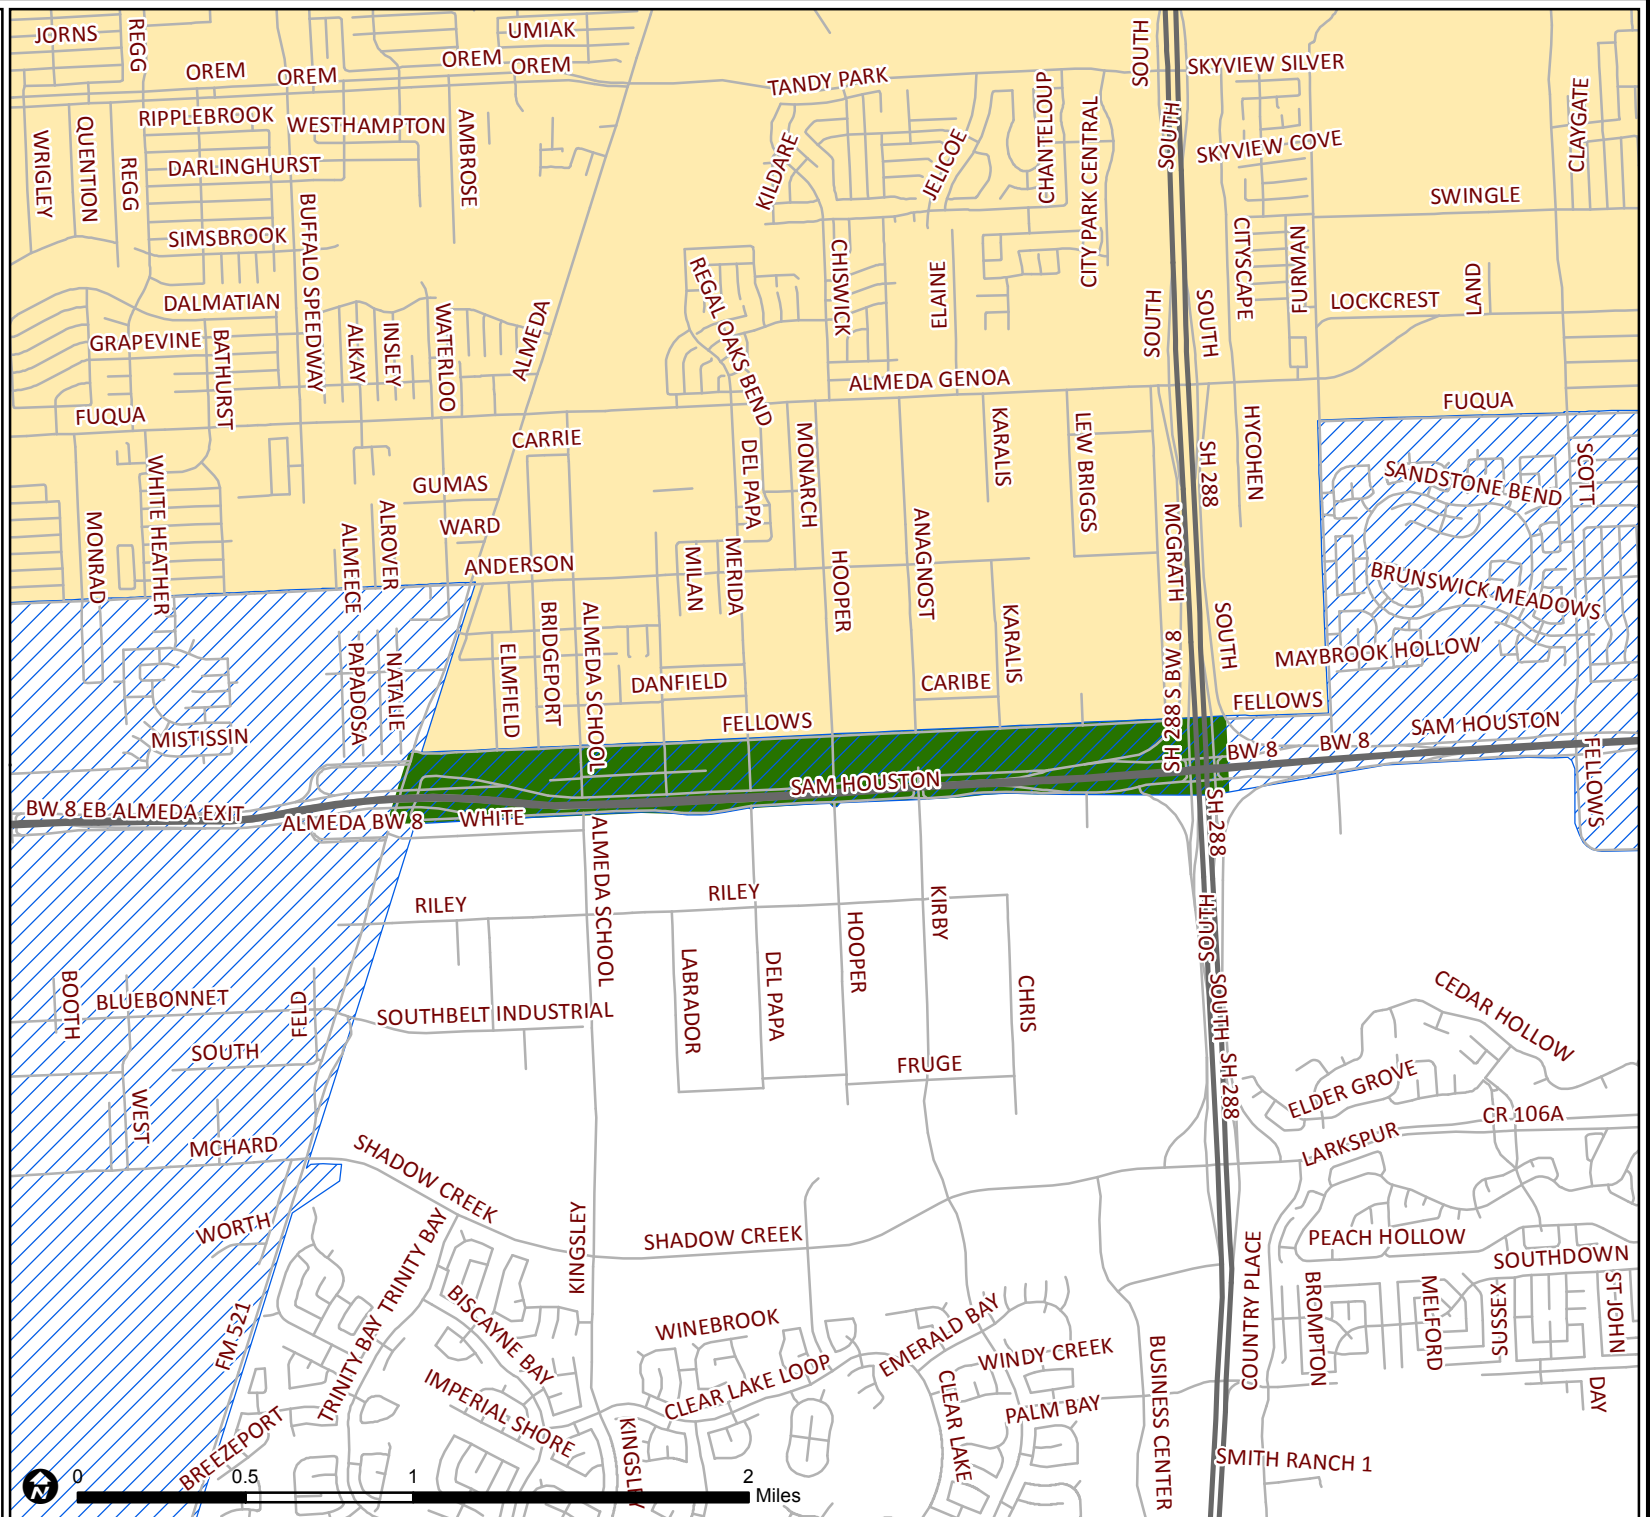 JORNS
REGG
UMIAK
SOUTH
OREM
OREM
OREM
OREM
TANDY PARK
SKYVIEW SILVER
RIPPLEBROOK
WESTHAMPTON
AMBROSE
CHANTELOUP
CITY PARK CENTRAL
SOUTH
CLAYGATE
WRIGLEY
QUENTION
REGG
DARLINGHURST
KILDARE
JELICOE
SKYVIEW COVE
SWINGLE
SIMSBROOK
BUFFALO SPEEDWAY
CHISWICK
ELAINE
CITYSCAPE
FURMAN
DALMATIAN
REGAL OAKS BEND
LOCKCREST
LAND
GRAPEVINE
BATHURST
ALKAY
INSLEY
WATERLOO
ALMEDA
SOUTH
SOUTH
ALMEDA GENOA
FUQUA
FUQUA
CARRIE
DEL PAPA
MONARCH
KARALIS
LEW BRIGGS
SH 288
HYCOHEN
SCOTT
WHITE HEATHER
GUMAS
SANDSTONE BEND
MONRAD
ALROVER
WARD
ANAGNOST
MCGRATH
ALMEECE
ANDERSON
MILAN
MERIDA
HOOPER
BRUNSWICK MEADOWS
BRIDGEPORT
ALMEDA SCHOOL
KARALIS
SOUTH
PAPADOSA
NATALIE
ELMFIELD
DANFIELD
CARIBE
SH 288 S BW 8
MAYBROOK HOLLOW
FELLOWS
FELLOWS
MISTISSIN
SAM HOUSTON
BW 8
BW 8
SAM HOUSTON
FELLOWS
BW 8 EB ALMEDA EXIT
ALMEDA BW 8
WHITE
SH 288
ALMEDA SCHOOL
RILEY
RILEY
KIRBY
HOOPER
SOUTH
LABRADOR
DEL PAPA
CHRIS
BOOTH
BLUEBONNET
FELD
SOUTHBELT INDUSTRIAL
SOUTH
CEDAR HOLLOW
SOUTH
FRUGE
SH 288
ELDER GROVE
WEST
CR 106A
MCHARD
SHADOW CREEK
LARKSPUR
WORTH
TRINITY BAY
KINGSLEY
SHADOW CREEK
COUNTRY PLACE
PEACH HOLLOW
SOUTHDOWN
FM 521
TRINITY BAY
BISCAYNE BAY
WINEBROOK
EMERALD BAY
WINDY CREEK
BUSINESS CENTER
BROMPTON
MELFORD
SUSSEX
ST JOHN
IMPERIAL SHORE
CLEAR LAKE LOOP
CLEAR LAKE
PALM BAY
DAY
BREEZEPORT
KINGSLEY
SMITH RANCH 1
N
0 0.5 1 2
Miles